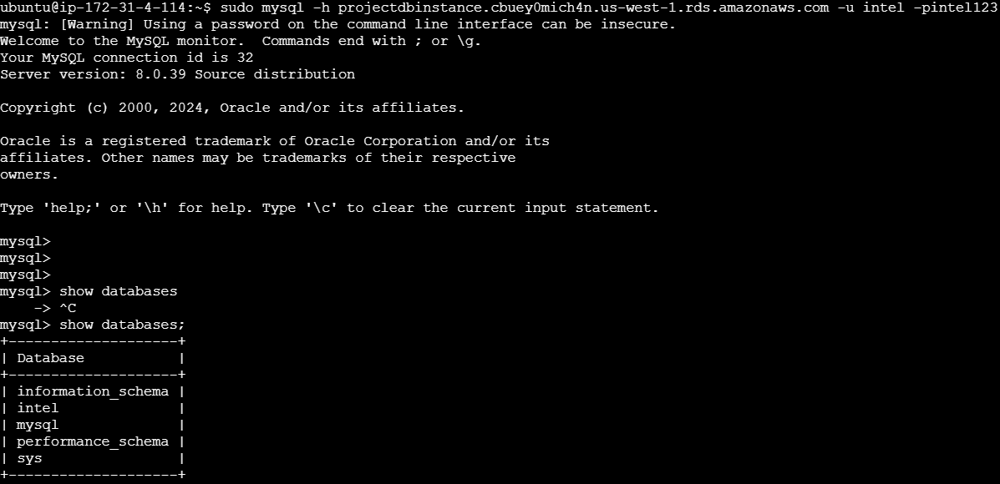 ubuntu@ip-172-31-4-114:~$ sudo mysql -h projectdbinstance.cbuey0mich4n.us-west-1.rds.amazonaws.com -u intel -pintel123
mysql: [Warning] Using a password on the command line interface can be insecure.
Welcome to the MySQL monitor.  Commands end with ; or \g.
Your MySQL connection id is 32
Server version: 8.0.39 Source distribution

Copyright (c) 2000, 2024, Oracle and/or its affiliates.

Oracle is a registered trademark of Oracle Corporation and/or its
affiliates. Other names may be trademarks of their respective
owners.

Type 'help;' or '\h' for help. Type '\c' to clear the current input statement.

mysql>
mysql>
mysql>
mysql> show databases
    -> ^C
mysql> show databases;
+--------------------+
| Database           |
+--------------------+
| information_schema |
| intel              |
| mysql              |
| performance_schema |
| sys                |
+--------------------+